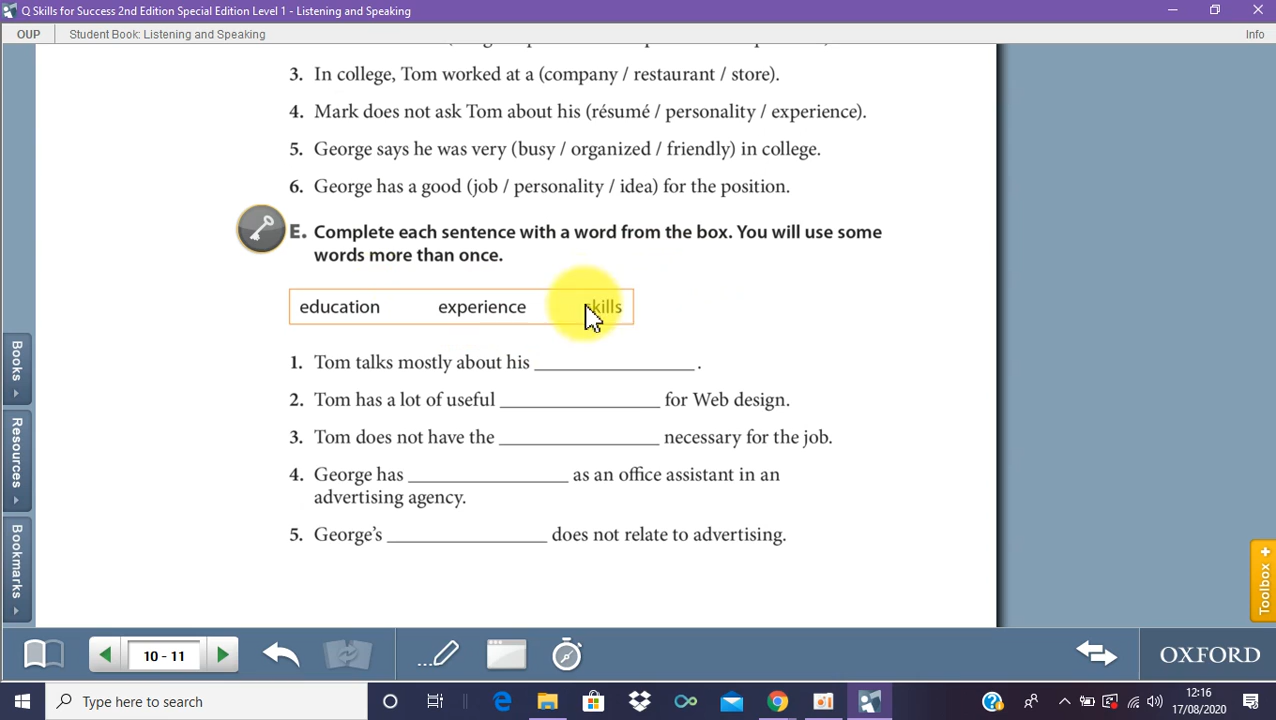 Q Skills for Success 2nd Edition Special Edition Level 1 - Listening and Speaking
OUP Student Book: Listening and Speaking Info
3. In college, Tom worked at a (company / restaurant / store).
4. Mark does not ask Tom about his (résumé / personality / experience).
5. George says he was very (busy / organized / friendly) in college.
6. George has a good (job / personality / idea) for the position.
E. Complete each sentence with a word from the box. You will use some
words more than once.
education experience skills
1. Tom talks mostly about his ________________ .
2. Tom has a lot of useful ________________ for Web design.
3. Tom does not have the ________________ necessary for the job.
4. George has ________________ as an office assistant in an
advertising agency.
5. George's ________________ does not relate to advertising.
Books
Resources
Bookmarks
Toolbox +
10 - 11
OXFORD
Type here to search
12:16
17/08/2020